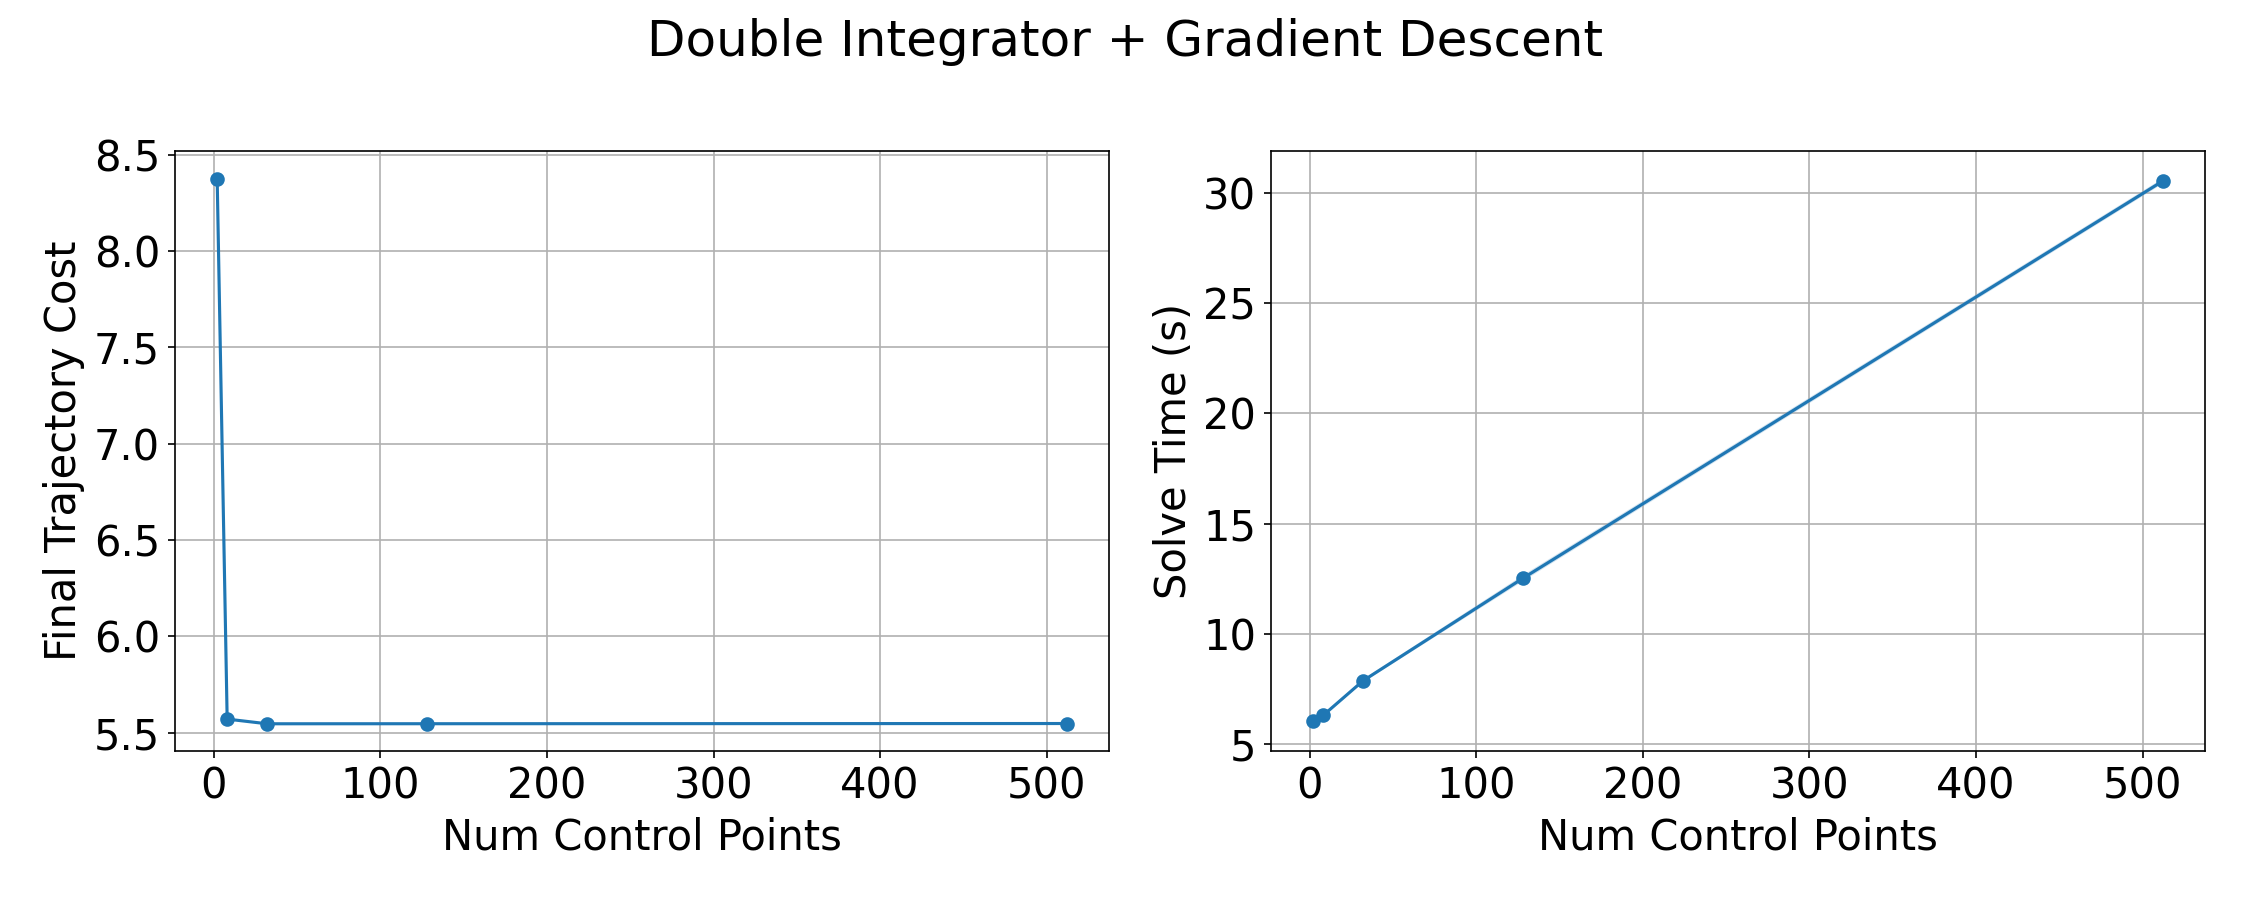 Double Integrator + Gradient Descent
Final Trajectory Cost
8.5
8.0
7.5
7.0
6.5
6.0
5.5
0 100 200 300 400 500
Num Control Points
Solve Time (s)
30
25
20
15
10
5
0 100 200 300 400 500
Num Control Points